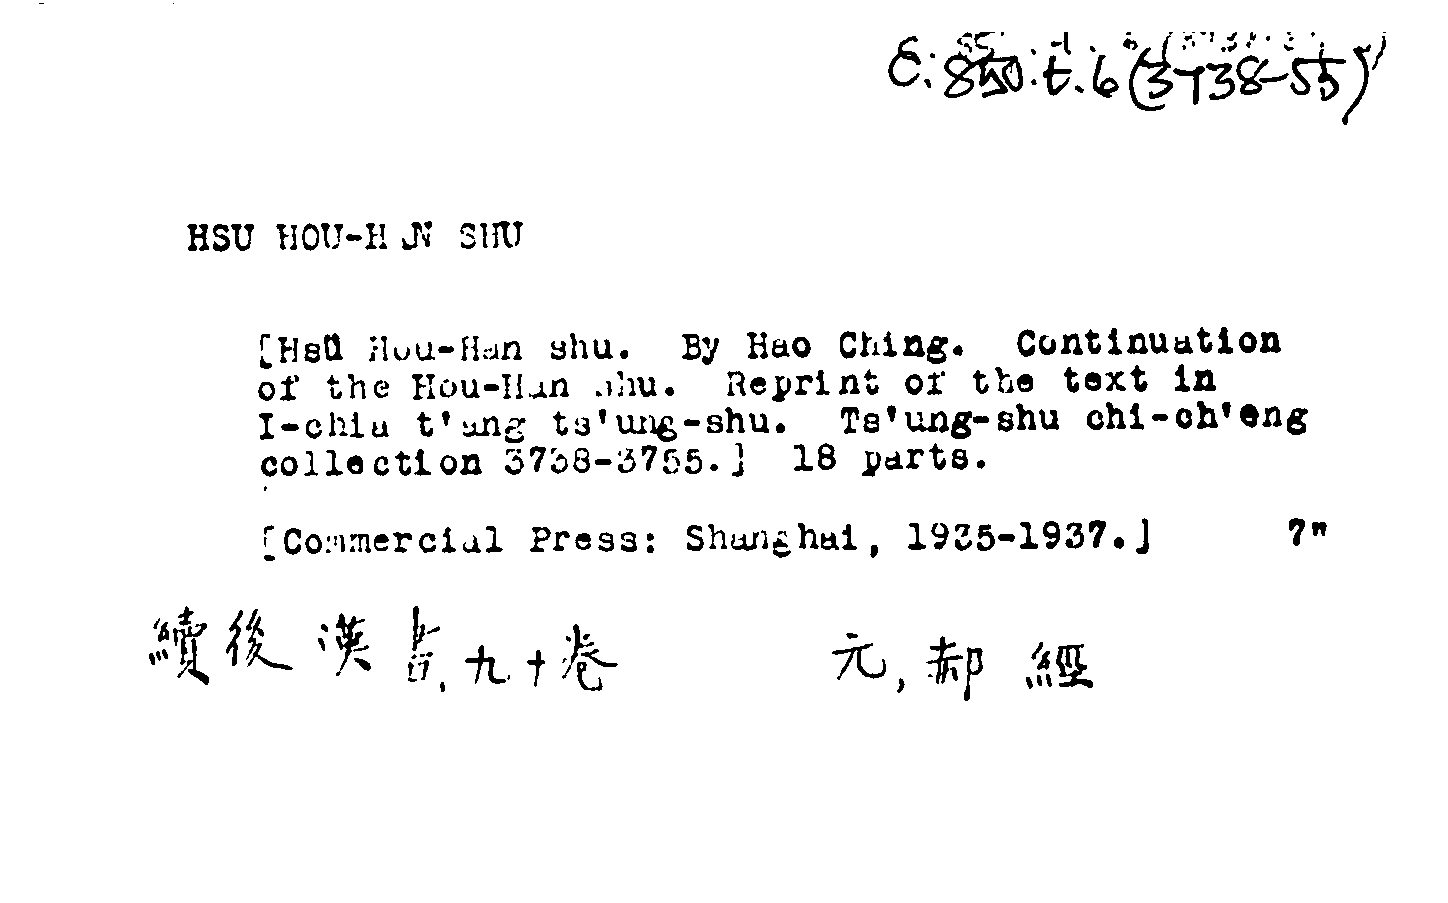 E.850.t.6(3738-55)
HSU HOU-HAN SHU
[Hsü Hou-Han shu. By Hao Ching. Continuation
of the Hou-Han shu. Reprint of the text in
I-chia t'ang ts'ung-shu. Ts'ung-shu chi-ch'eng
collection 3738-3755.] 18 parts.
[Commercial Press: Shanghai, 1935-1937.] 7"
續後漢書,九十卷 元,郝經